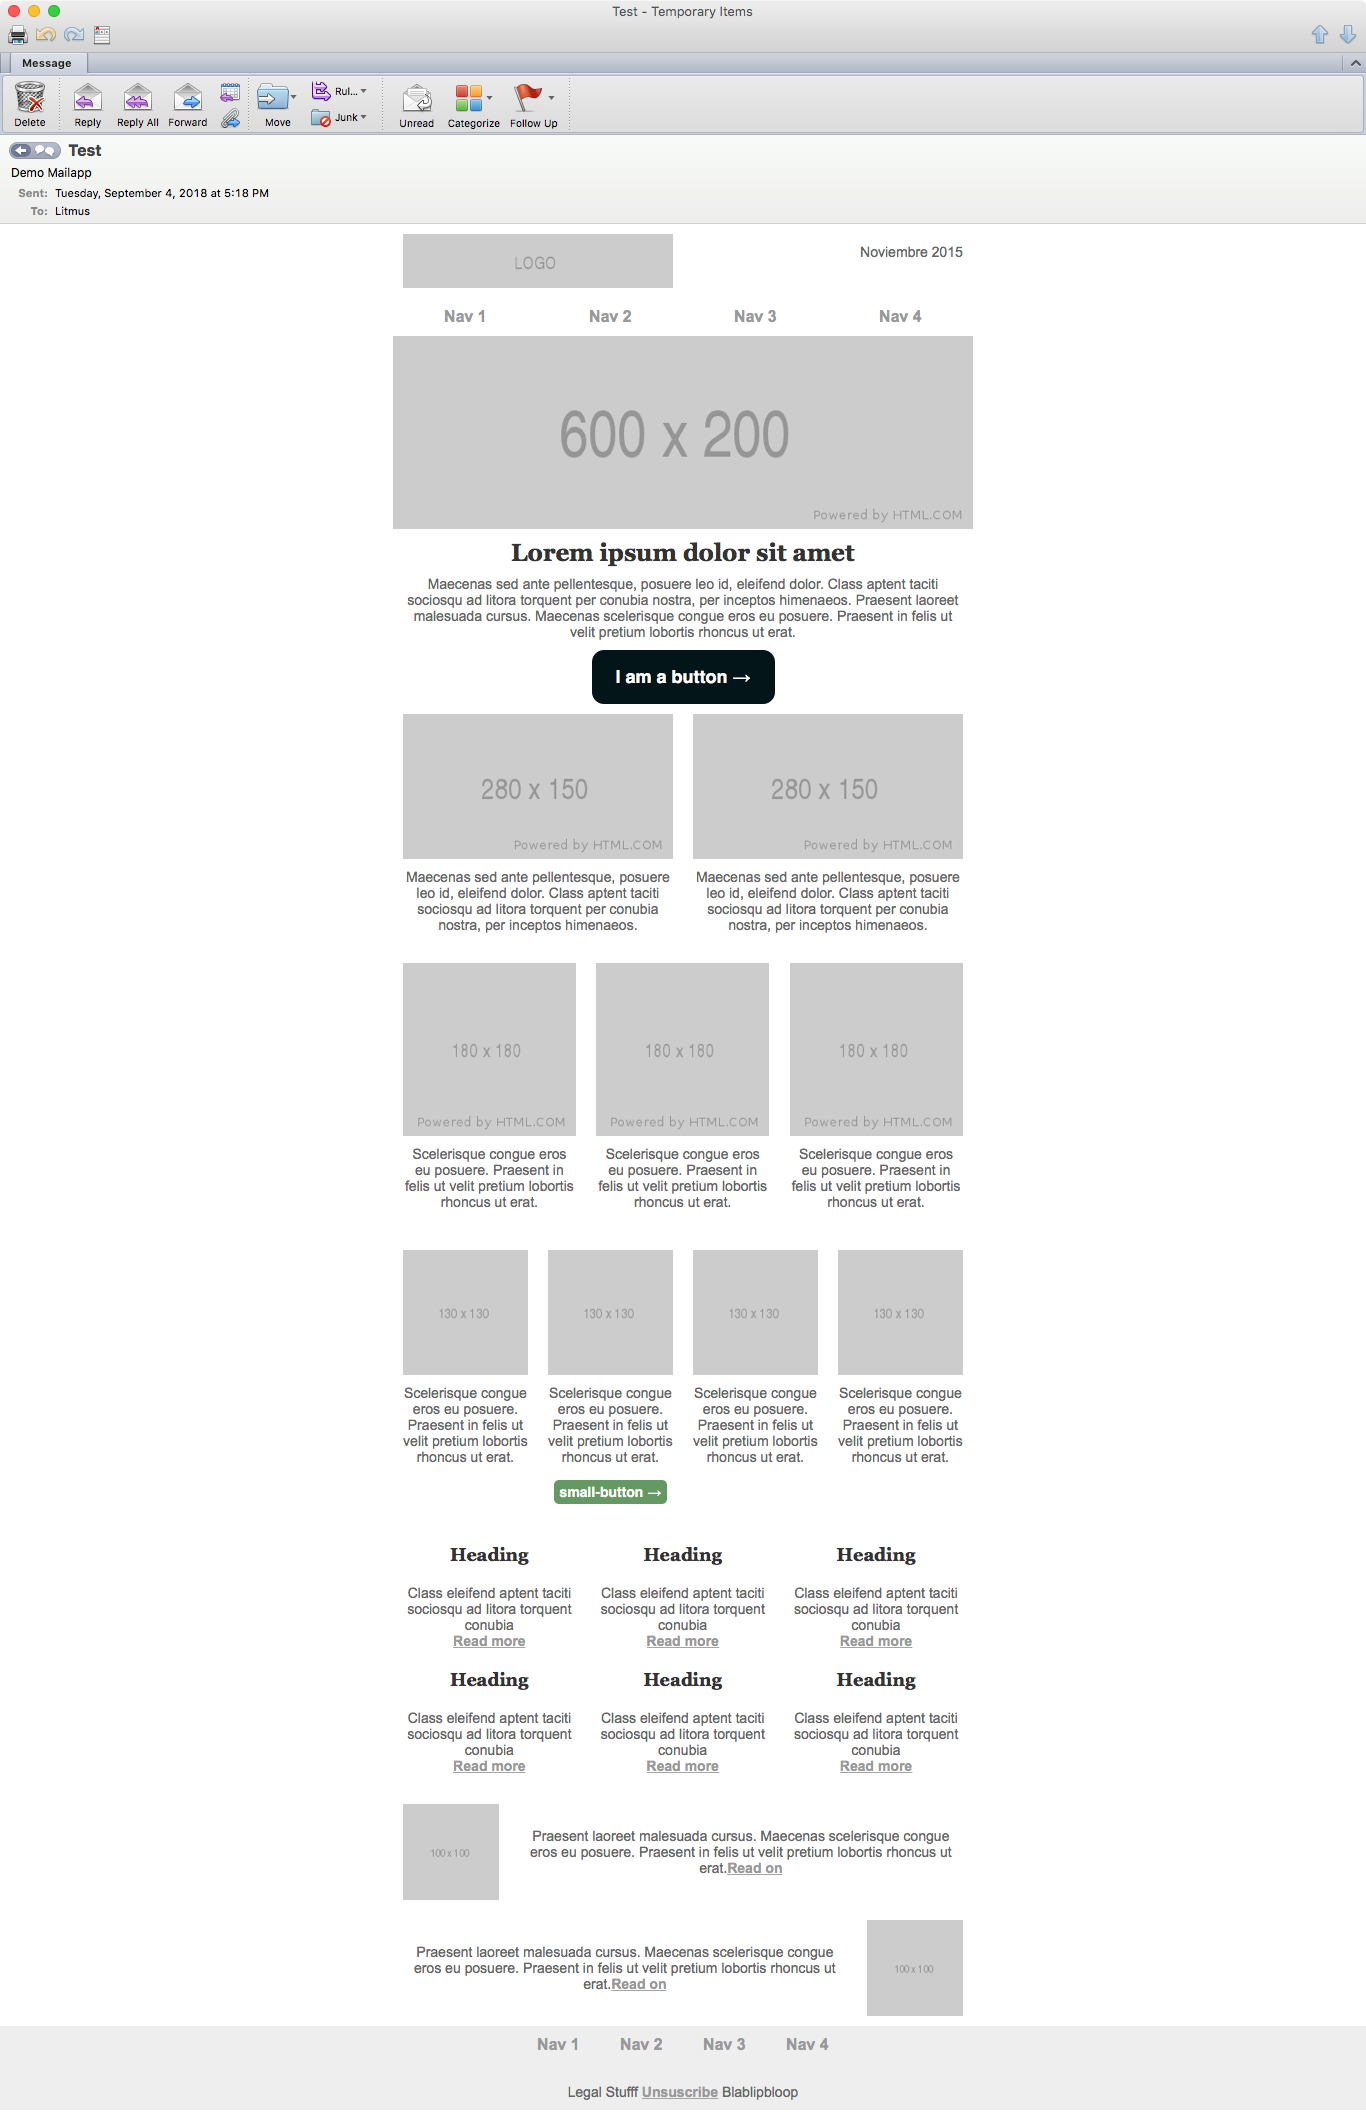 Test - Temporary Items
Message
Delete
Reply
Reply All
Forward
Move
Rul...
Junk
Unread
Categorize
Follow Up
Test
Demo Mailapp
Sent: Tuesday, September 4, 2018 at 5:18 PM
To: Litmus
LOGO
Noviembre 2015
Nav 1 Nav 2 Nav 3 Nav 4
600 x 200
Powered by HTML.COM
Lorem ipsum dolor sit amet
Maecenas sed ante pellentesque, posuere leo id, eleifend dolor. Class aptent taciti
sociosqu ad litora torquent per conubia nostra, per inceptos himenaeos. Praesent laoreet
malesuada cursus. Maecenas scelerisque congue eros eu posuere. Praesent in felis ut
velit pretium lobortis rhoncus ut erat.
I am a button →
280 x 150
Powered by HTML.COM
Maecenas sed ante pellentesque, posuere
leo id, eleifend dolor. Class aptent taciti
sociosqu ad litora torquent per conubia
nostra, per inceptos himenaeos.
280 x 150
Powered by HTML.COM
Maecenas sed ante pellentesque, posuere
leo id, eleifend dolor. Class aptent taciti
sociosqu ad litora torquent per conubia
nostra, per inceptos himenaeos.
180 x 180
Powered by HTML.COM
Scelerisque congue eros
eu posuere. Praesent in
felis ut velit pretium lobortis
rhoncus ut erat.
180 x 180
Powered by HTML.COM
Scelerisque congue eros
eu posuere. Praesent in
felis ut velit pretium lobortis
rhoncus ut erat.
180 x 180
Powered by HTML.COM
Scelerisque congue eros
eu posuere. Praesent in
felis ut velit pretium lobortis
rhoncus ut erat.
130 x 130
Scelerisque congue
eros eu posuere.
Praesent in felis ut
velit pretium lobortis
rhoncus ut erat.
130 x 130
Scelerisque congue
eros eu posuere.
Praesent in felis ut
velit pretium lobortis
rhoncus ut erat.
small-button →
130 x 130
Scelerisque congue
eros eu posuere.
Praesent in felis ut
velit pretium lobortis
rhoncus ut erat.
130 x 130
Scelerisque congue
eros eu posuere.
Praesent in felis ut
velit pretium lobortis
rhoncus ut erat.
Heading
Class eleifend aptent taciti
sociosqu ad litora torquent
conubia
Read more
Heading
Class eleifend aptent taciti
sociosqu ad litora torquent
conubia
Read more
Heading
Class eleifend aptent taciti
sociosqu ad litora torquent
conubia
Read more
Heading
Class eleifend aptent taciti
sociosqu ad litora torquent
conubia
Read more
Heading
Class eleifend aptent taciti
sociosqu ad litora torquent
conubia
Read more
Heading
Class eleifend aptent taciti
sociosqu ad litora torquent
conubia
Read more
100 x 100
Praesent laoreet malesuada cursus. Maecenas scelerisque congue
eros eu posuere. Praesent in felis ut velit pretium lobortis rhoncus ut
erat.Read on
Praesent laoreet malesuada cursus. Maecenas scelerisque congue
eros eu posuere. Praesent in felis ut velit pretium lobortis rhoncus ut
erat.Read on
100 x 100
Nav 1 Nav 2 Nav 3 Nav 4
Legal Stufff Unsuscribe Blablipbloop